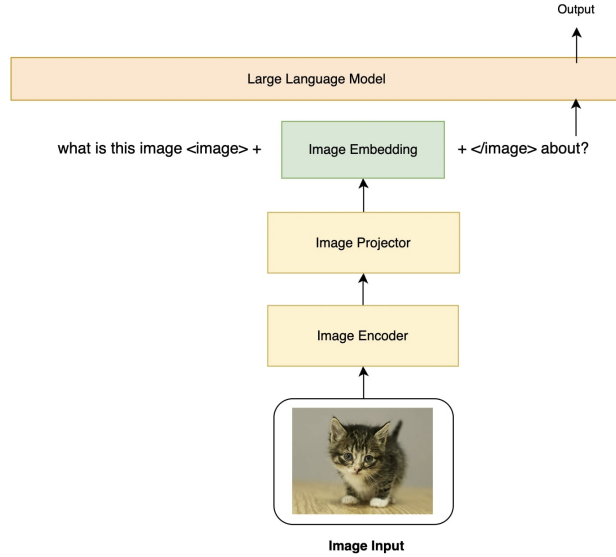 Output
Large Language Model
what is this image <image> + Image Embedding + </image> about?
Image Projector
Image Encoder
Image Input